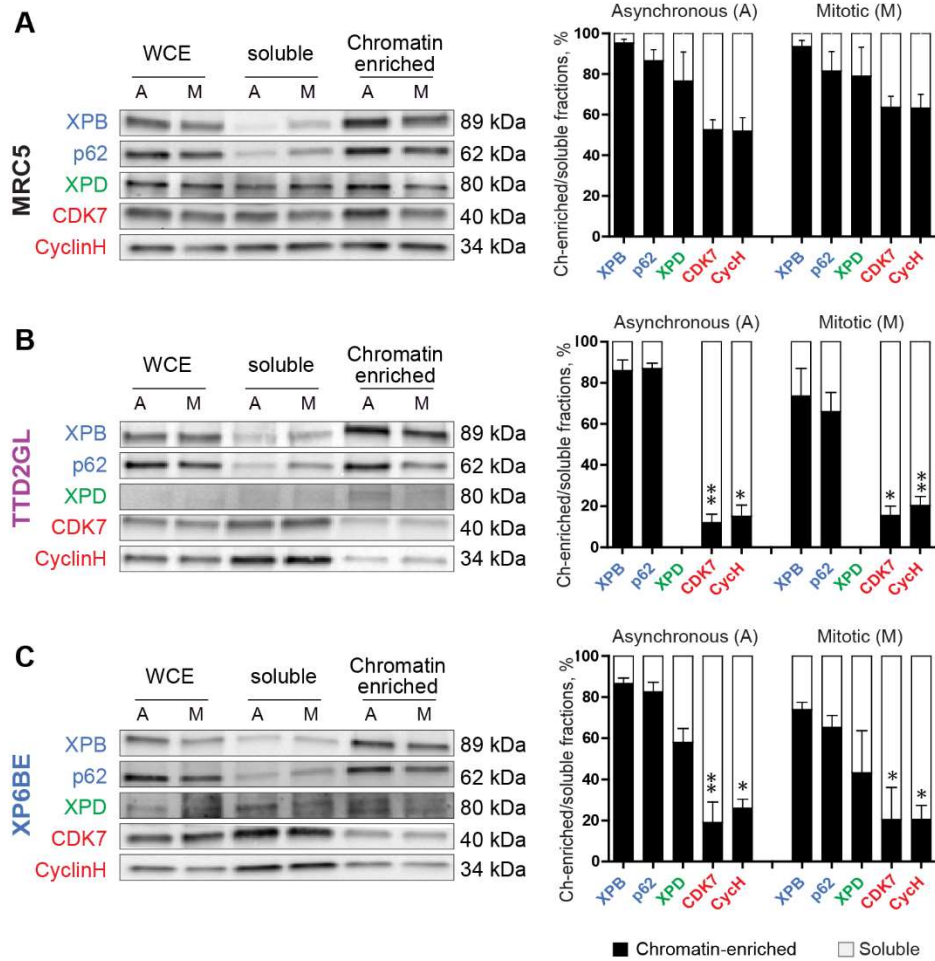 A
MRC5
WCE soluble Chromatin
enriched
A M A M A M
XPB 89 kDa
p62 62 kDa
XPD 80 kDa
CDK7 40 kDa
CyclinH 34 kDa
Asynchronous (A) Mitotic (M)
Ch-enriched/soluble fractions, %
100
80
60
40
20
0
XPB p62 XPD CDK7 CycH XPB p62 XPD CDK7 CycH
B
TTD2GL
WCE soluble Chromatin
enriched
A M A M A M
XPB 89 kDa
p62 62 kDa
XPD 80 kDa
CDK7 40 kDa
CyclinH 34 kDa
Asynchronous (A) Mitotic (M)
Ch-enriched/soluble fractions, %
100
80
60
40
20
0
** * * **
XPB p62 XPD CDK7 CycH XPB p62 XPD CDK7 CycH
C
XP6BE
WCE soluble Chromatin
enriched
A M A M A M
XPB 89 kDa
p62 62 kDa
XPD 80 kDa
CDK7 40 kDa
CyclinH 34 kDa
Asynchronous (A) Mitotic (M)
Ch-enriched/soluble fractions, %
100
80
60
40
20
0
** * * *
XPB p62 XPD CDK7 CycH XPB p62 XPD CDK7 CycH
Chromatin-enriched Soluble